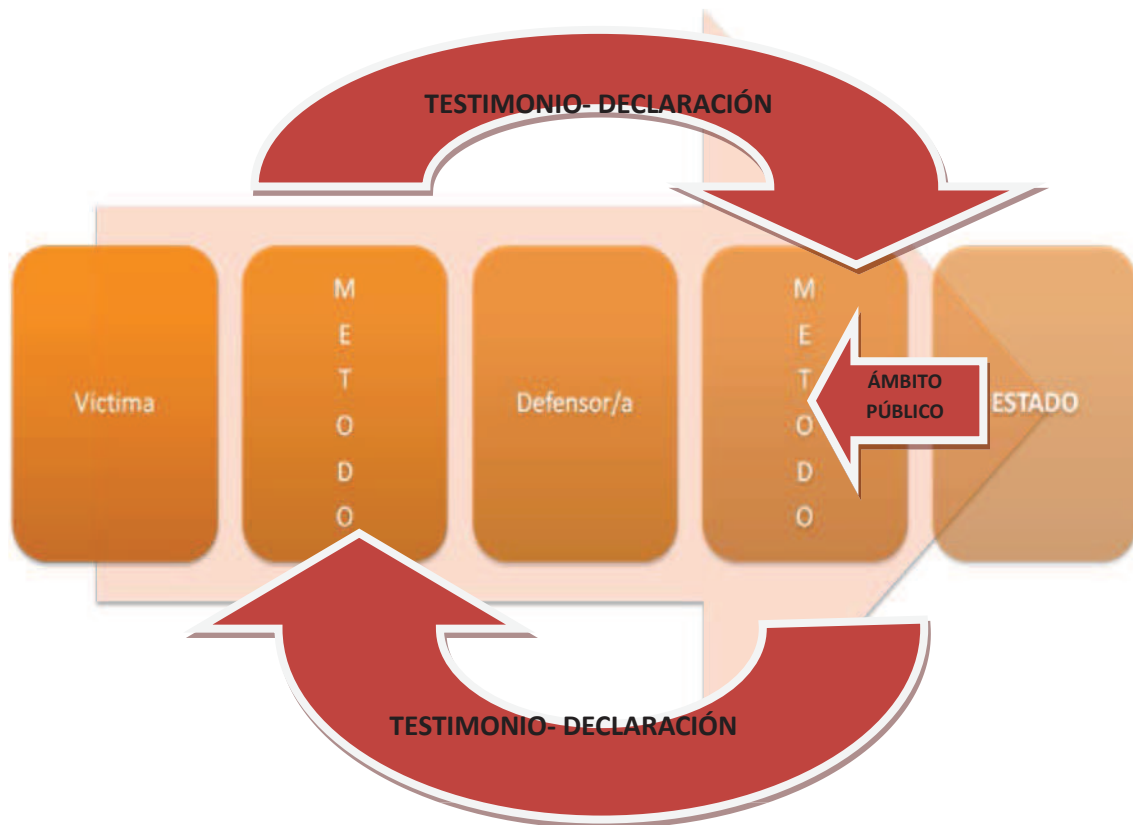 TESTIMONIO- DECLARACIÓN
Víctima
M
E
T
O
D
O
Defensor/a
M
E
T
O
D
O
ÁMBITO
PÚBLICO
ESTADO
TESTIMONIO- DECLARACIÓN